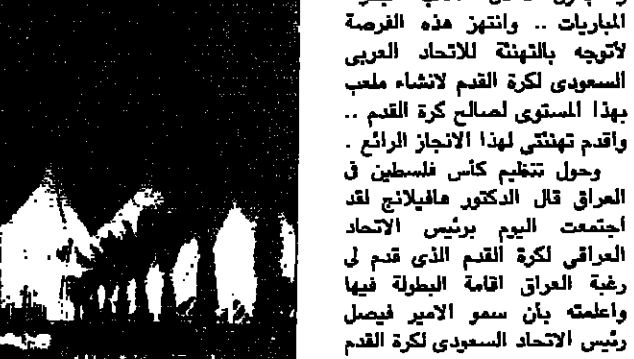 المباريات .. وانتهز هذه الفرصة
لأتوجه بالتهنئة للاتحاد العربى
السعودى لكرة القدم لانشاء ملعب
بهذا المستوى لصالح كرة القدم ..
واقدم تهنئتى لهذا الانجاز الرائع .
وحول تنظيم كأس فلسطين فى
العراق قال الدكتور هافيلانج لقد
اجتمعت اليوم برئيس الاتحاد
العراقى لكرة القدم الذى قدم لى
رغبة العراق اقامة البطولة فيها
واعلمته بأن سمو الامير فيصل
رئيس الاتحاد السعودى لكرة القدم